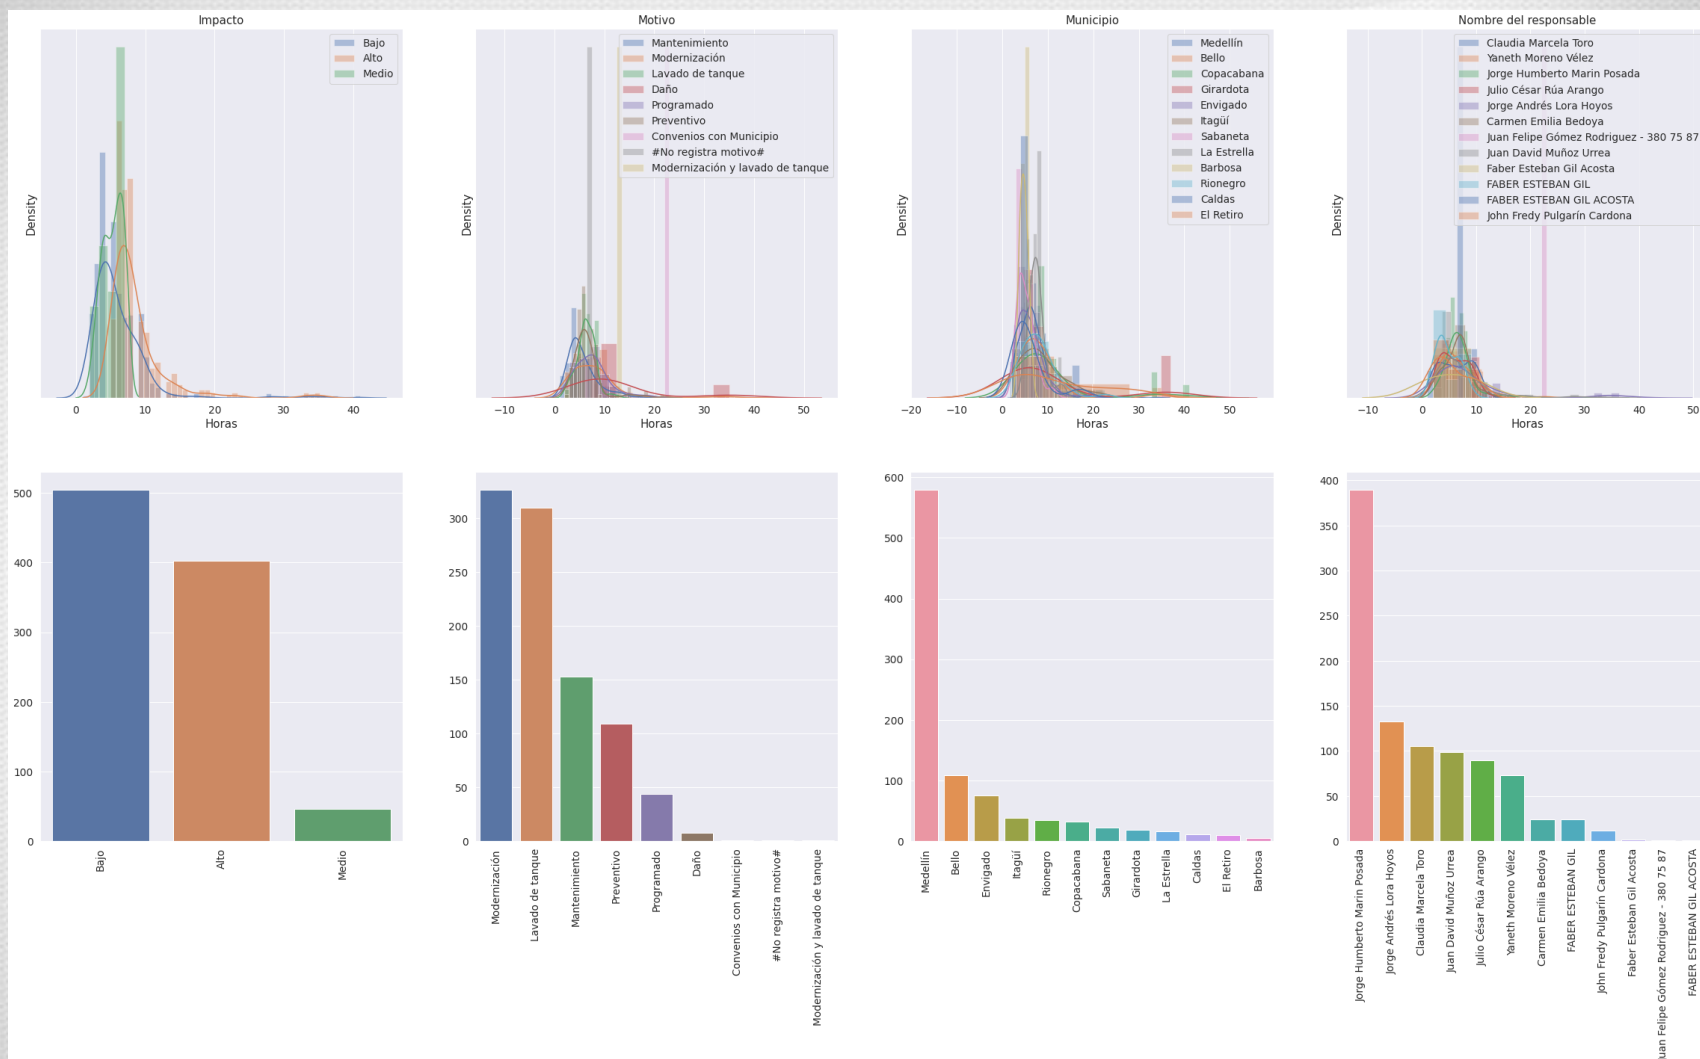 Impacto
Bajo
Alto
Medio
Density
0 10 20 30 40
Horas
Motivo
Mantenimiento
Modernización
Lavado de tanque
Daño
Programado
Preventivo
Convenios con Municipio
#No registra motivo#
Modernización y lavado de tanque
Density
−10 0 10 20 30 40 50
Horas
Municipio
Medellín
Bello
Copacabana
Girardota
Envigado
Itagüí
Sabaneta
La Estrella
Barbosa
Rionegro
Caldas
El Retiro
Density
−20 −10 0 10 20 30 40 50
Horas
Nombre del responsable
Claudia Marcela Toro
Yaneth Moreno Vélez
Jorge Humberto Marin Posada
Julio César Rúa Arango
Jorge Andrés Lora Hoyos
Carmen Emilia Bedoya
Juan Felipe Gómez Rodriguez - 380 75 87
Juan David Muñoz Urrea
Faber Esteban Gil Acosta
FABER ESTEBAN GIL
FABER ESTEBAN GIL ACOSTA
John Fredy Pulgarín Cardona
Density
−10 0 10 20 30 40 50
Horas
500
400
300
200
100
0
Bajo
Alto
Medio
300
250
200
150
100
50
0
Modernización
Lavado de tanque
Mantenimiento
Preventivo
Programado
Daño
Convenios con Municipio
#No registra motivo#
Modernización y lavado de tanque
600
500
400
300
200
100
0
Medellín
Bello
Envigado
Itagüí
Rionegro
Copacabana
Sabaneta
Girardota
La Estrella
Caldas
El Retiro
Barbosa
400
350
300
250
200
150
100
50
0
Jorge Humberto Marin Posada
Jorge Andrés Lora Hoyos
Claudia Marcela Toro
Juan David Muñoz Urrea
Julio César Rúa Arango
Yaneth Moreno Vélez
Carmen Emilia Bedoya
FABER ESTEBAN GIL
John Fredy Pulgarín Cardona
Faber Esteban Gil Acosta
uan Felipe Gómez Rodriguez - 380 75 87
FABER ESTEBAN GIL ACOSTA